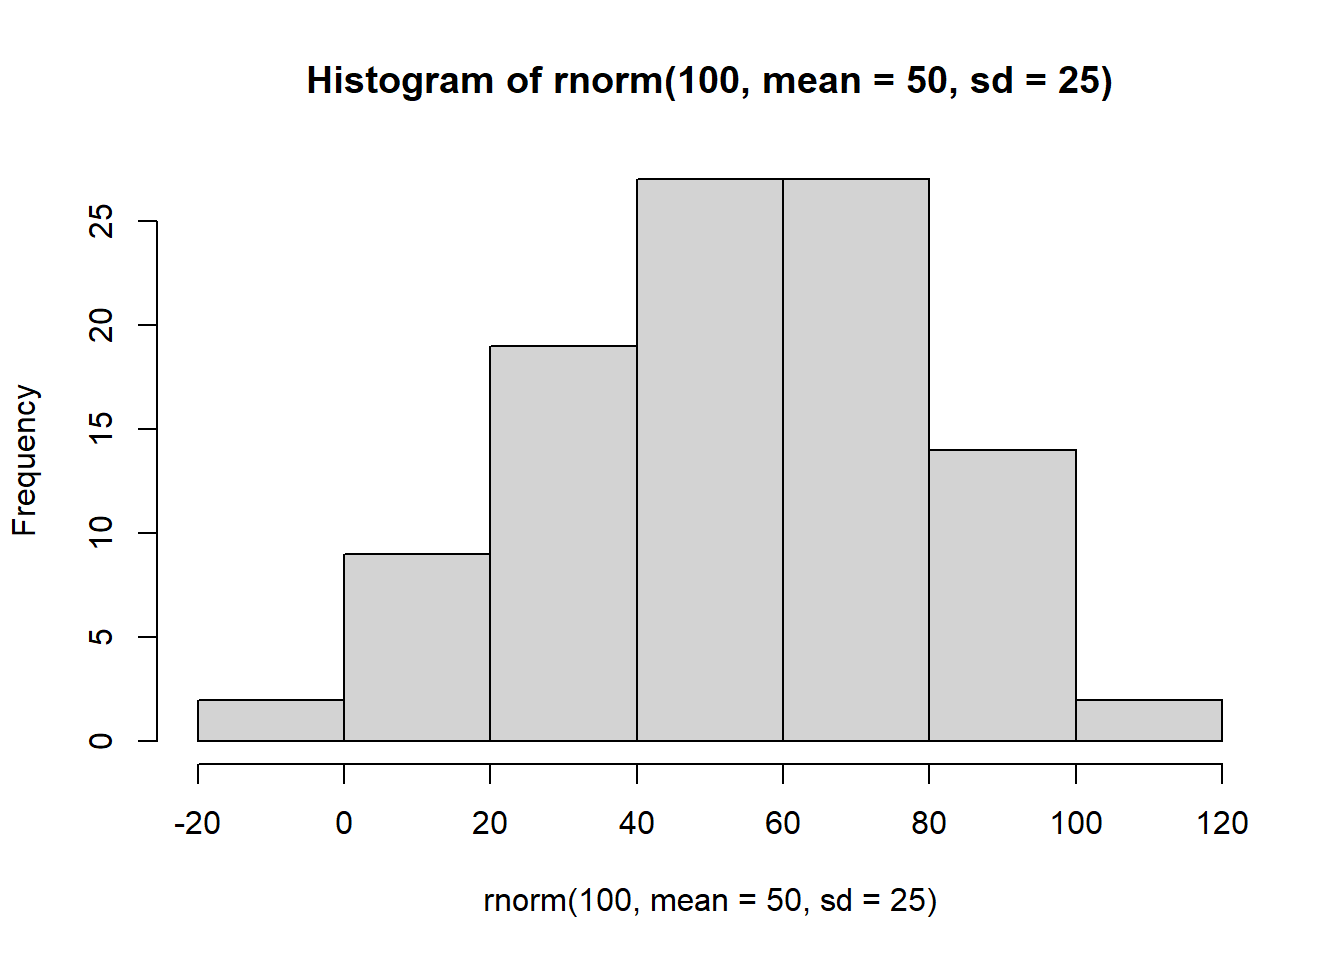 Histogram of rnorm(100, mean = 50, sd = 25)
Frequency
25
20
15
10
5
0
-20 0 20 40 60 80 100 120
rnorm(100, mean = 50, sd = 25)